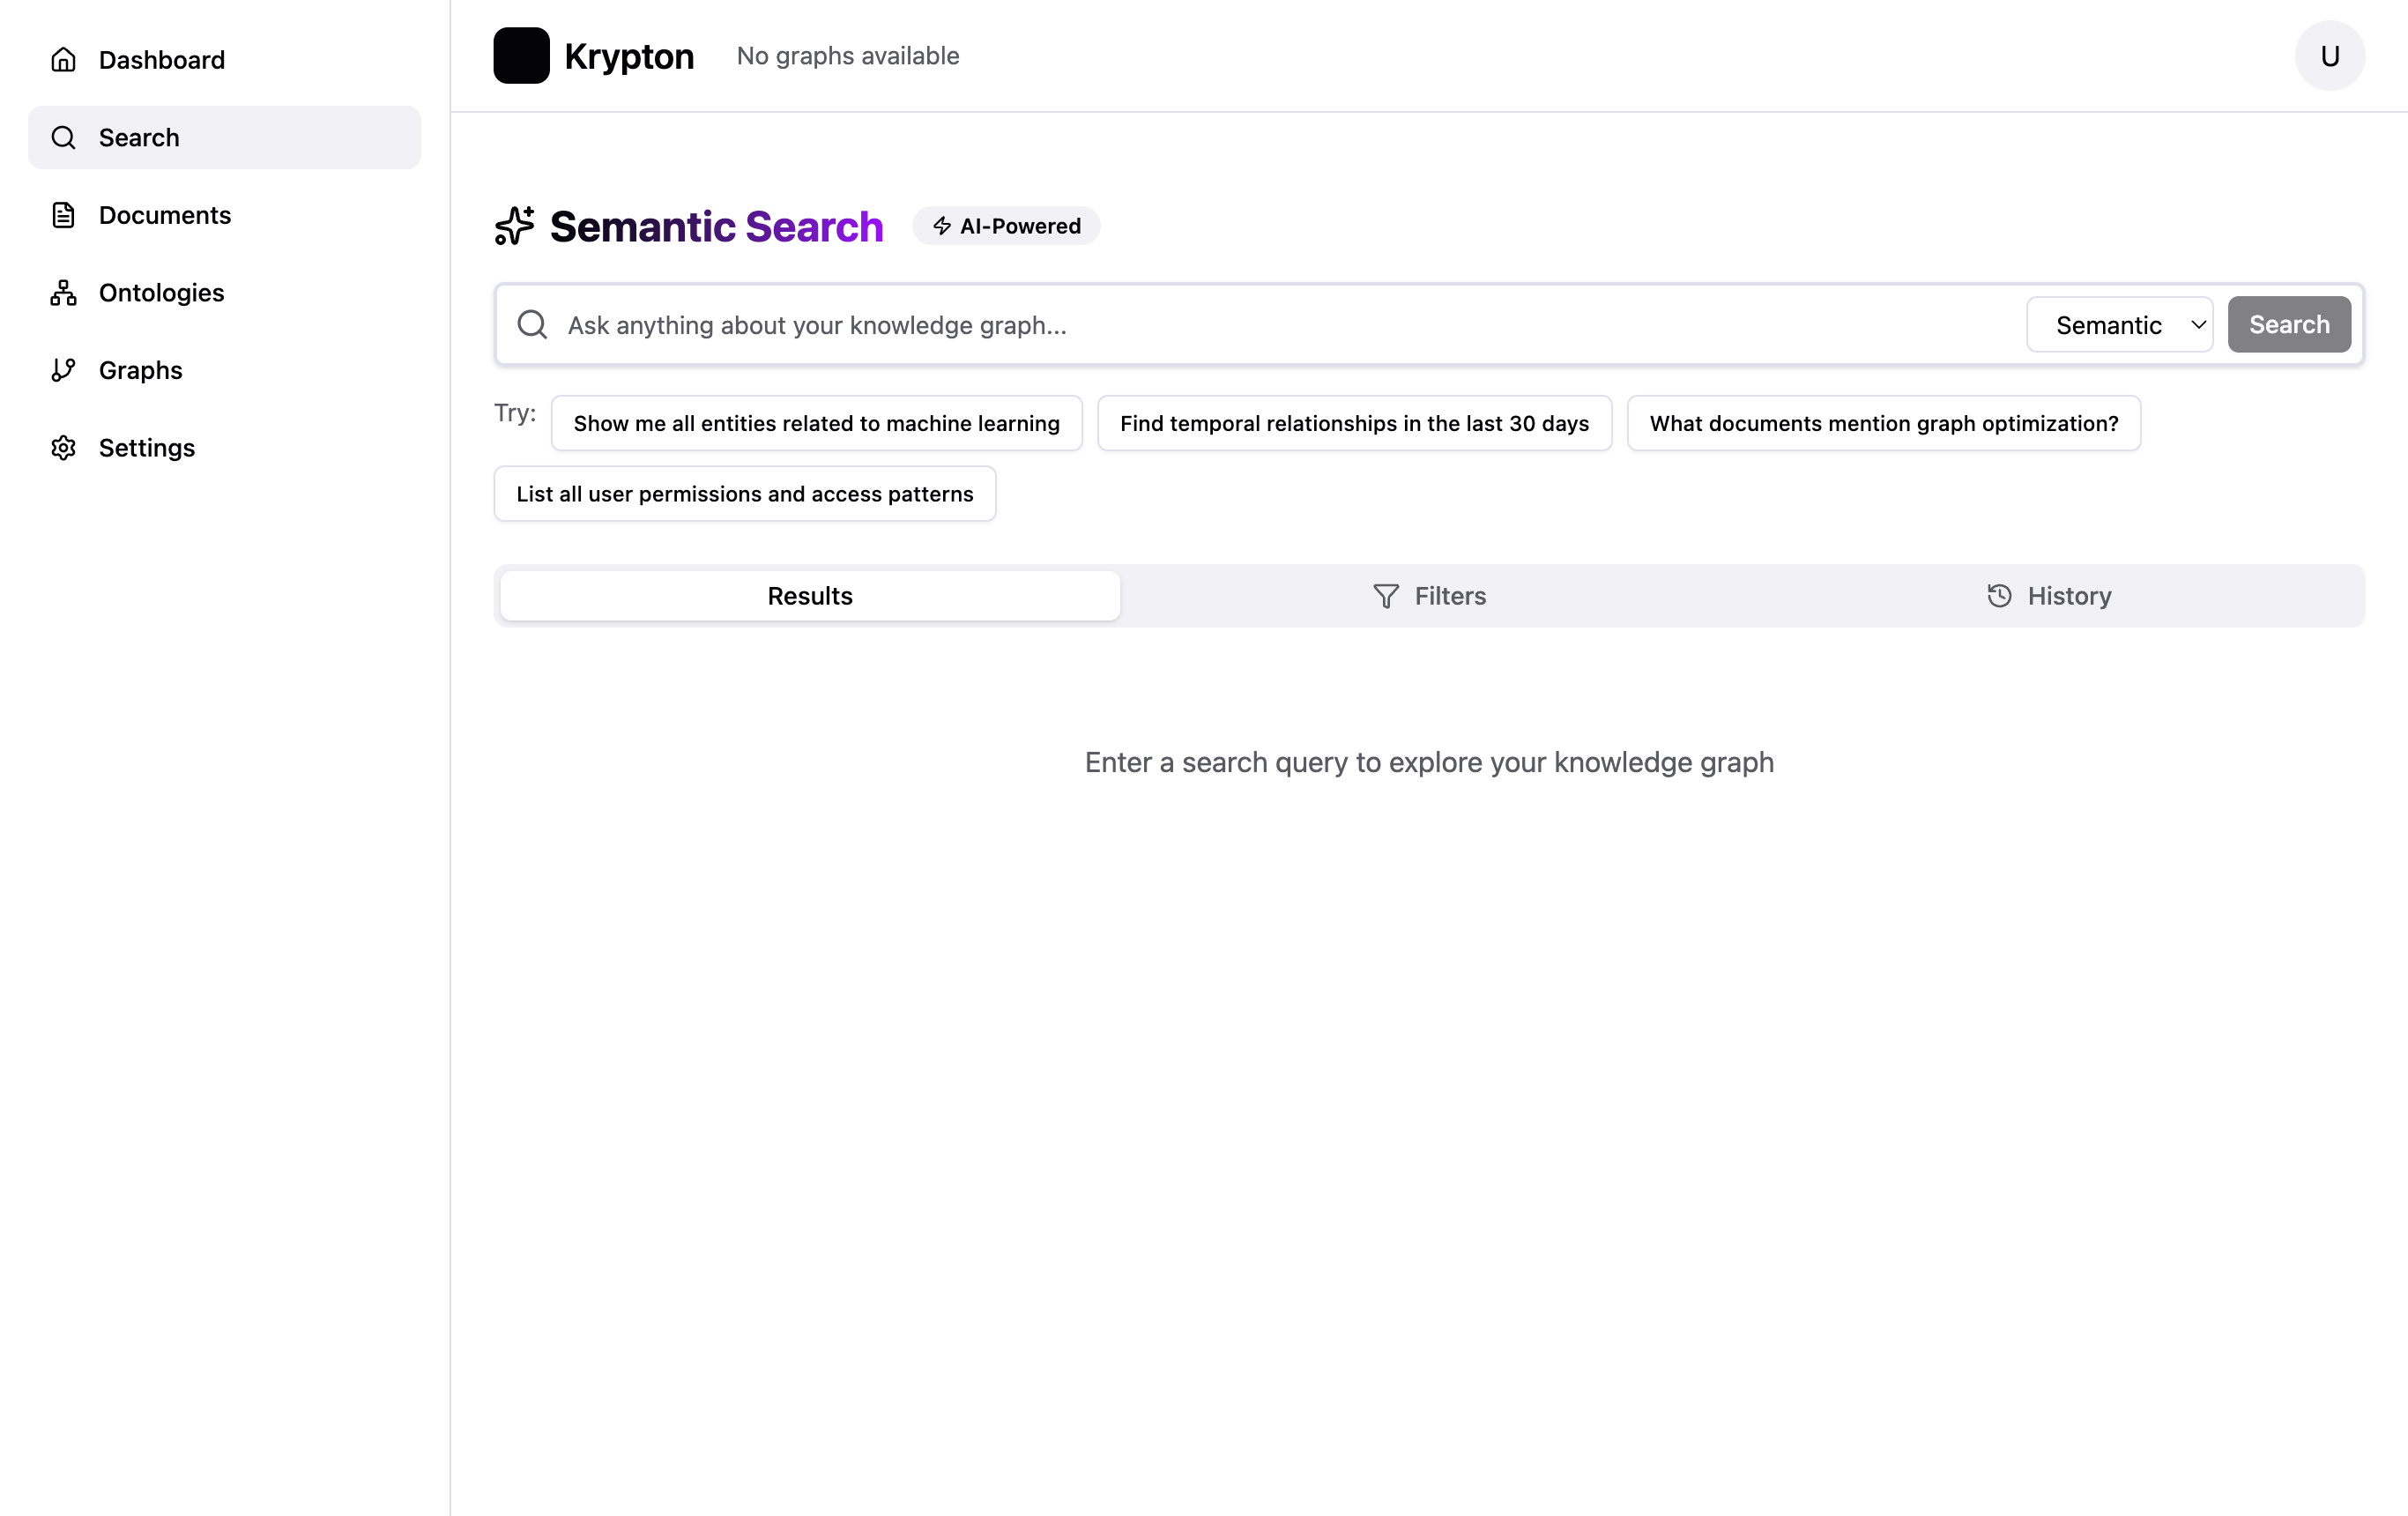 Dashboard
Search
Documents
Ontologies
Graphs
Settings
Krypton
No graphs available
U
Semantic Search
AI-Powered
Ask anything about your knowledge graph...
Semantic
Search
Try:
Show me all entities related to machine learning
Find temporal relationships in the last 30 days
What documents mention graph optimization?
List all user permissions and access patterns
Results
Filters
History
Enter a search query to explore your knowledge graph